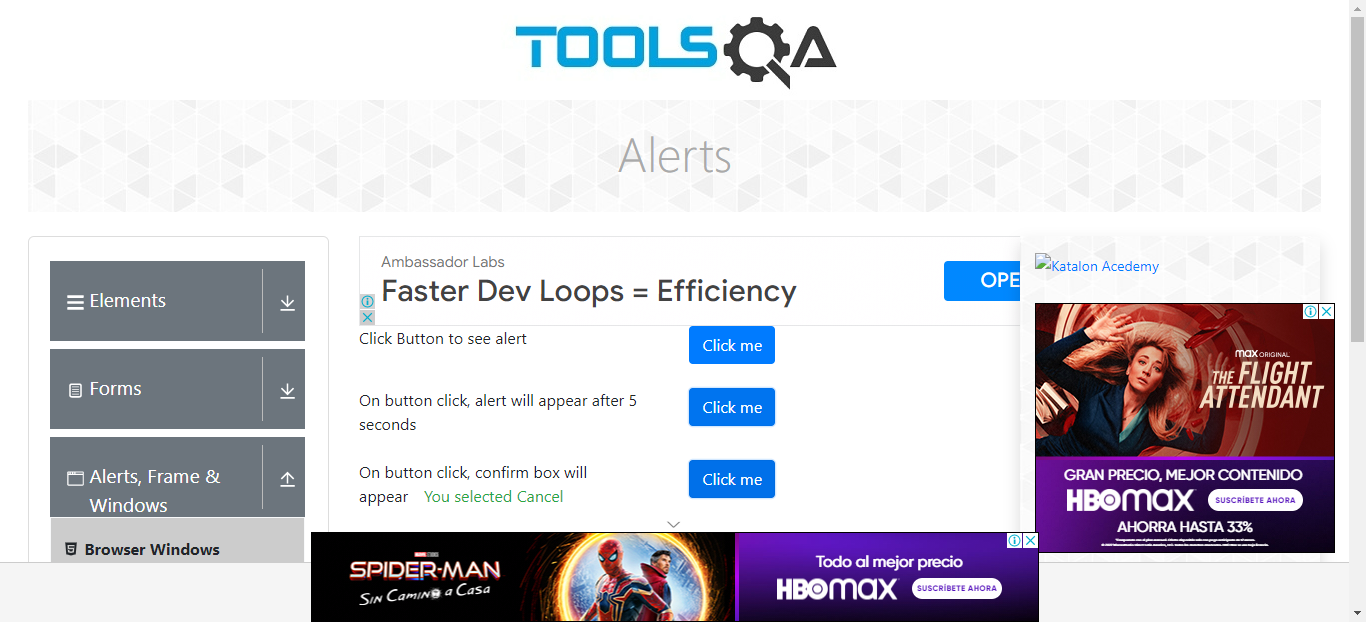 TOOLSQA
Alerts
Elements
Forms
Alerts, Frame &
Windows
Browser Windows
Ambassador Labs
Faster Dev Loops = Efficiency
OPE
Click Button to see alert
Click me
On button click, alert will appear after 5
seconds
Click me
On button click, confirm box will
appear You selected Cancel
Click me
Katalon Acedemy
max ORIGINAL
THE FLIGHT
ATTENDANT
GRAN PRECIO, MEJOR CONTENIDO
HBOMAX
SUSCRÍBETE AHORA
AHORRA HASTA 33%
SPIDER-MAN
SIN CAMINO A CASA
Todo al mejor precio
HBOMAX
SUSCRÍBETE AHORA